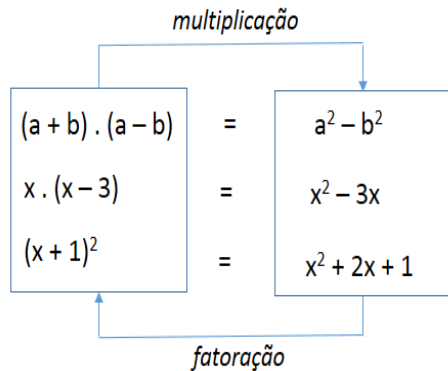 multiplicação
(a + b) . (a – b) = a² – b²
x . (x – 3) = x² – 3x
(x + 1)² = x² + 2x + 1
fatoração